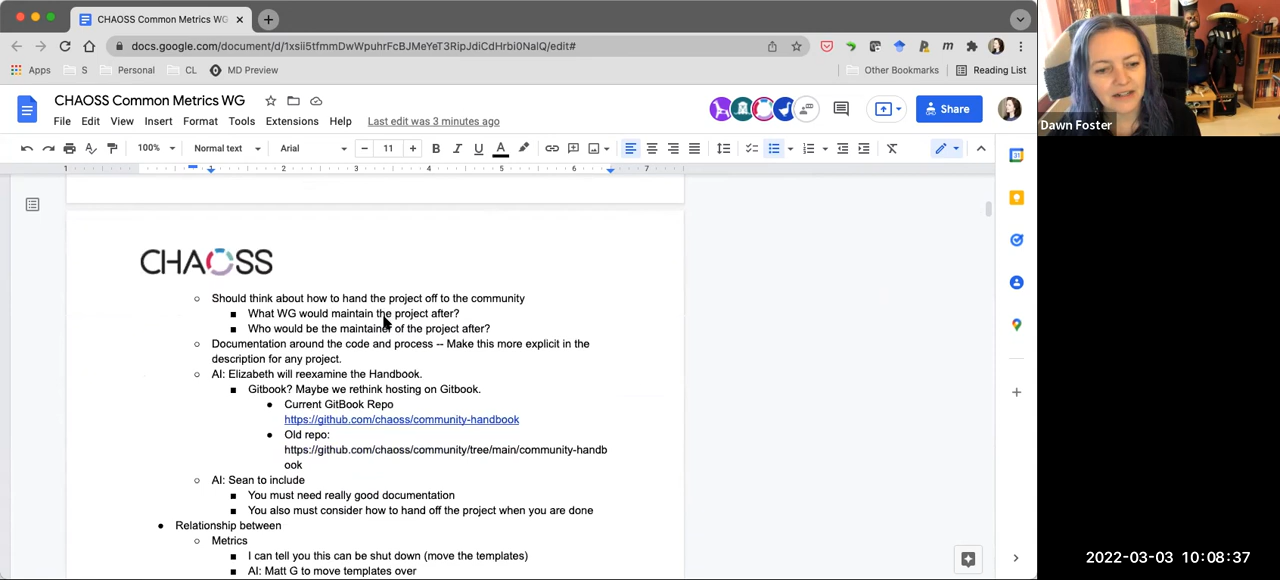 CHAOSS Common Metrics WG
docs.google.com/document/d/1xsii5tfmmDwWpuhrFcBJMeYeT3RipJdiCdHrbi0NaIQ/edit#
Apps S Personal CL MD Preview Other Bookmarks Reading List
CHAOSS Common Metrics WG
File Edit View Insert Format Tools Extensions Help Last edit was 3 minutes ago
Share
100% Normal text Arial 11
1 2 3 4 5 6 7
CHAOSS
Should think about how to hand the project off to the community
What WG would maintain the project after?
Who would be the maintainer of the project after?
Documentation around the code and process -- Make this more explicit in the
description for any project.
AI: Elizabeth will reexamine the Handbook.
Gitbook? Maybe we rethink hosting on Gitbook.
Current GitBook Repo
https://github.com/chaoss/community-handbook
Old repo:
https://github.com/chaoss/community/tree/main/community-handb
ook
AI: Sean to include
You must need really good documentation
You also must consider how to hand off the project when you are done
Relationship between
Metrics
I can tell you this can be shut down (move the templates)
AI: Matt G to move templates over
Dawn Foster
2022-03-03 10:08:37